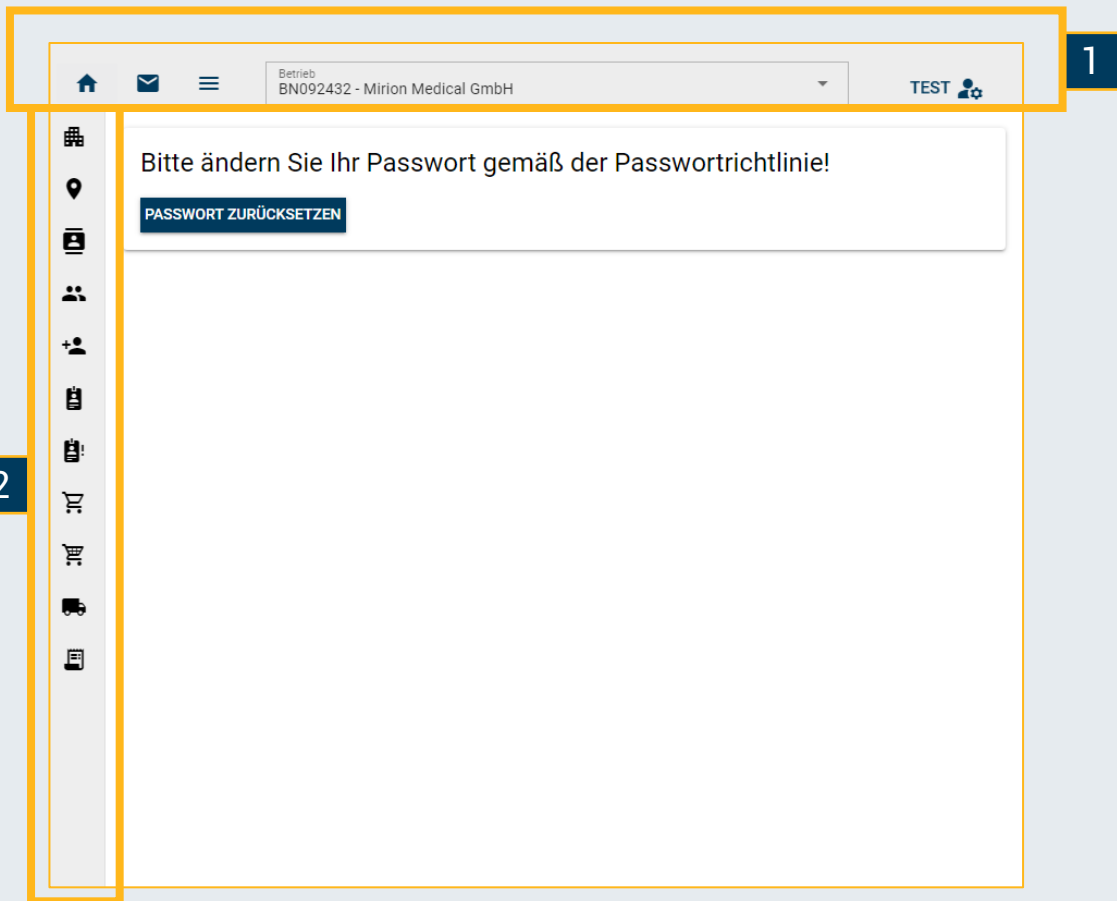 1
Betrieb
BN092432 - Mirion Medical GmbH
TEST
Bitte ändern Sie Ihr Passwort gemäß der Passwortrichtlinie!
PASSWORT ZURÜCKSETZEN
2